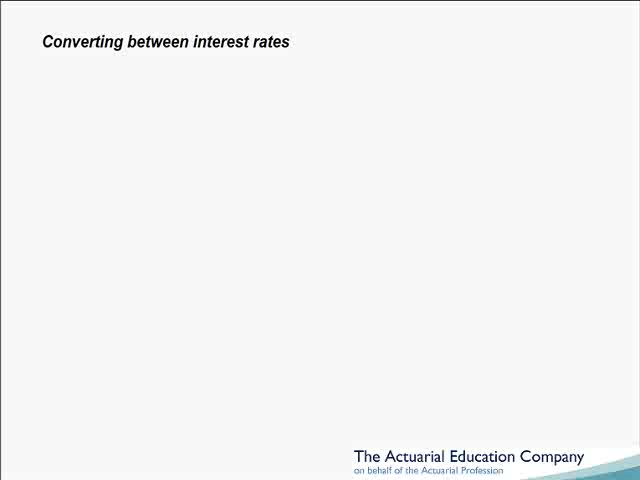 Converting between interest rates
The Actuarial Education Company
on behalf of the Actuarial Profession